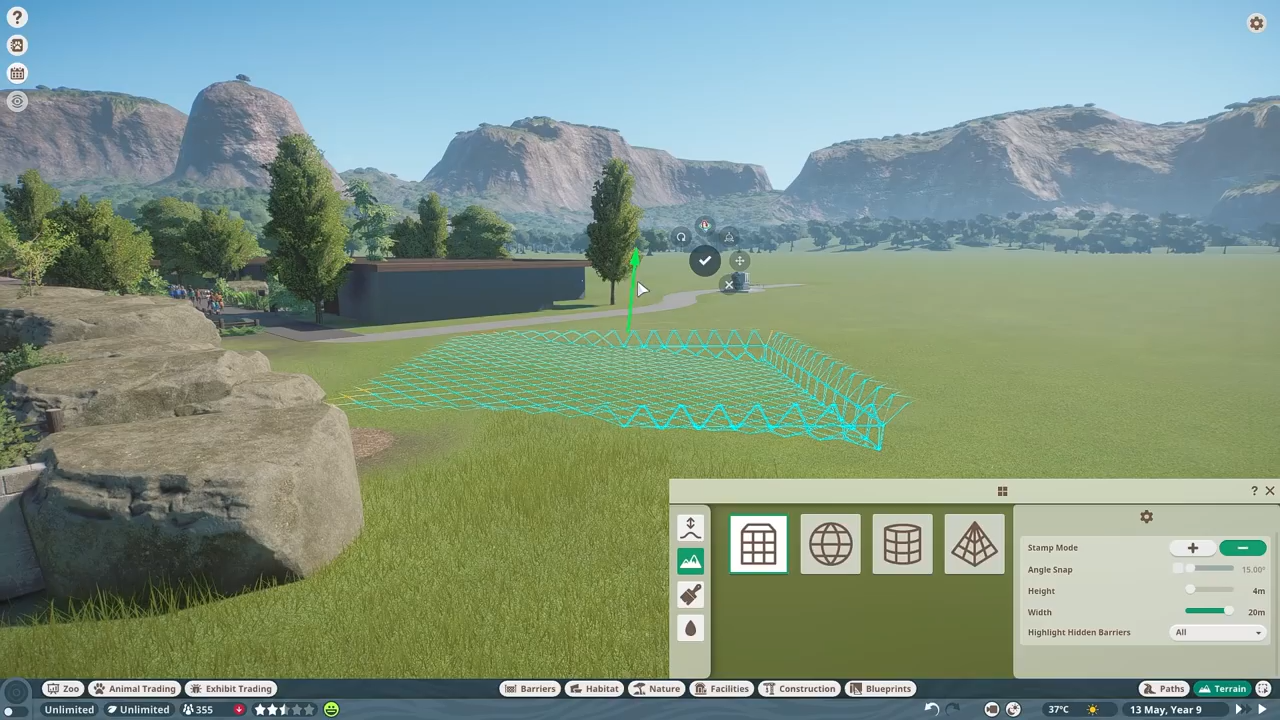 ?
?
Stamp Mode
Angle Snap 15.00°
Height 4m
Width 20m
Highlight Hidden Barriers All
Zoo Animal Trading Exhibit Trading Barriers Habitat Nature Facilities Construction Blueprints Paths Terrain
Unlimited Unlimited 355 37°C 13 May, Year 9